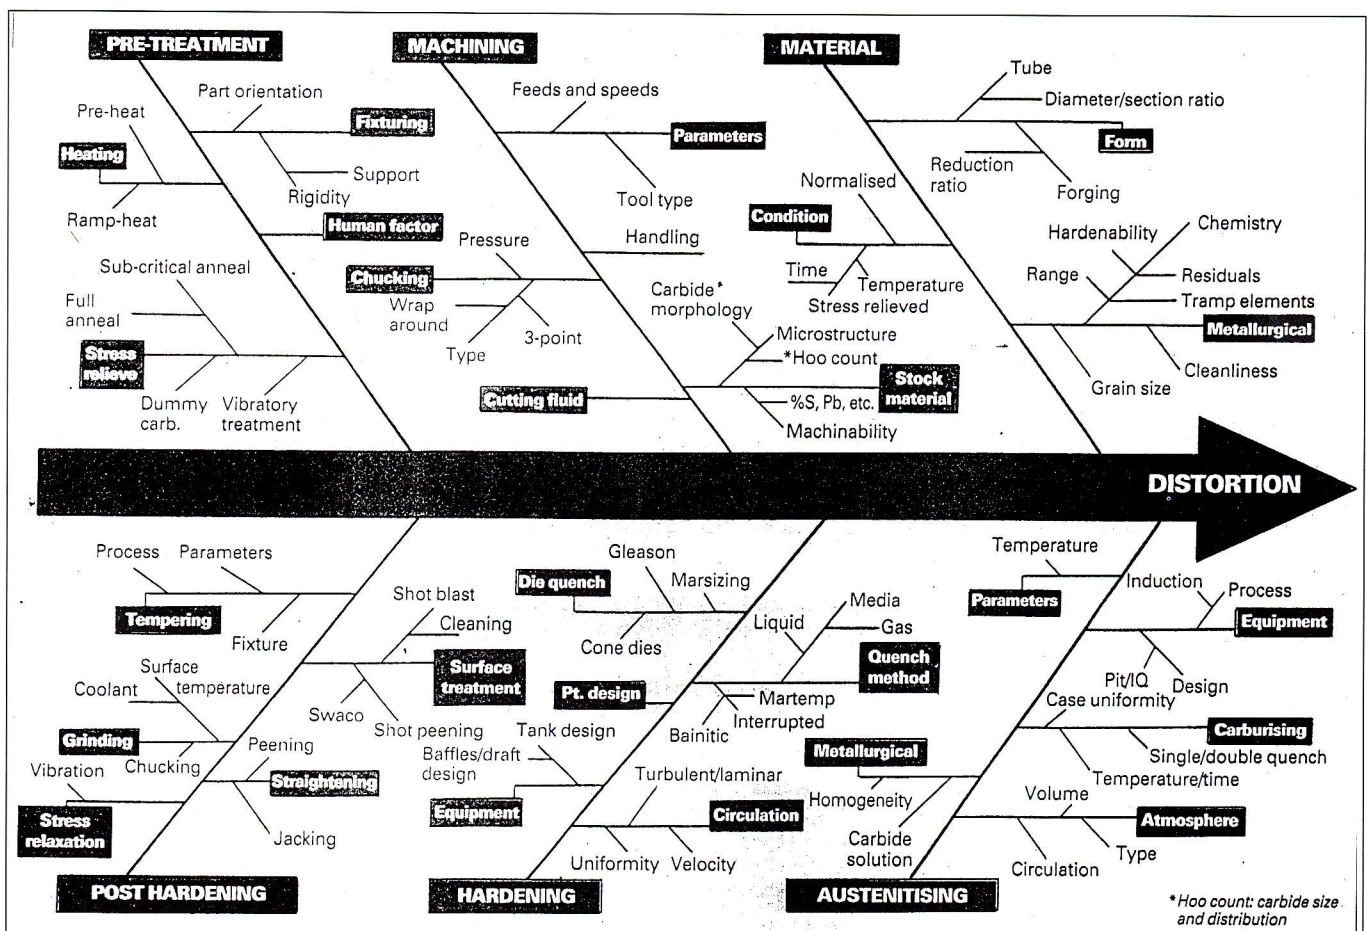 PRE-TREATMENT
Part orientation
Pre-heat
Fixturing
Heating
Support
Rigidity
Ramp-heat
Human factor
Sub-critical anneal
Full
anneal
Stress
relieve
Dummy
carb.
Vibratory
treatment
MACHINING
Feeds and speeds
Parameters
Tool type
Handling
Pressure
Chucking
Wrap
around
3-point
Type
Carbide*
morphology
Microstructure
*Hoo count
Stock
material
Cutting fluid
%S, Pb, etc.
Machinability
MATERIAL
Tube
Diameter/section ratio
Form
Reduction
ratio
Forging
Normalised
Condition
Time
Temperature
Stress relieved
Chemistry
Hardenability
Range
Residuals
Tramp elements
Metallurgical
Cleanliness
Grain size
DISTORTION
Process
Parameters
Tempering
Fixture
Shot blast
Cleaning
Surface
treatment
Swaco
Shot peening
Surface
temperature
Coolant
Grinding
Chucking
Peening
Straightening
Jacking
Vibration
Stress
relaxation
POST HARDENING
Gleason
Die quench
Marsizing
Cone dies
Media
Liquid
Gas
Quench
method
Pt. design
Martemp
Interrupted
Bainitic
Tank design
Baffles/draft
design
Equipment
Turbulent/laminar
Circulation
Uniformity
Velocity
HARDENING
Temperature
Parameters
Induction
Process
Equipment
Pit/IQ
Design
Case uniformity
Carburising
Single/double quench
Temperature/time
Metallurgical
Homogeneity
Carbide
solution
Volume
Atmosphere
Type
Circulation
AUSTENITISING
*Hoo count: carbide size
and distribution